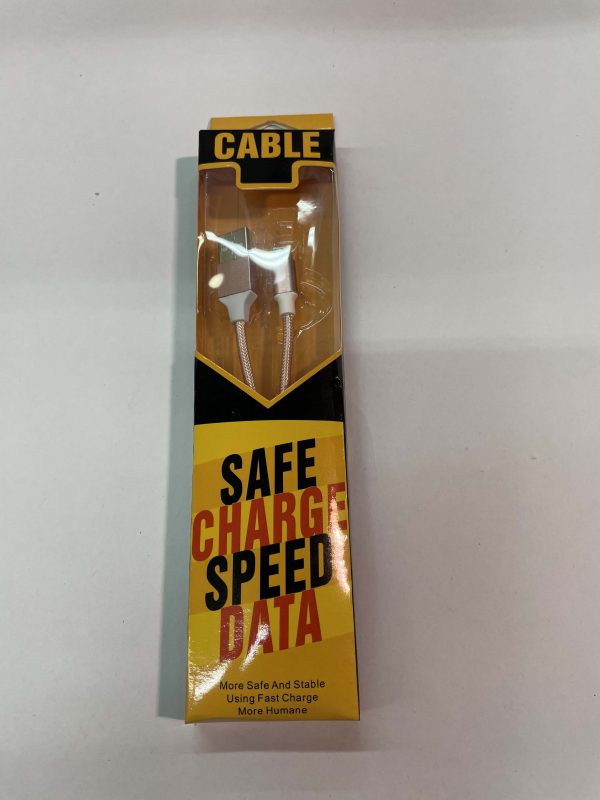 CABLE
SAFE
CHARGE
SPEED
DATA
More Safe And Stable
Using Fast Charge
More Humane